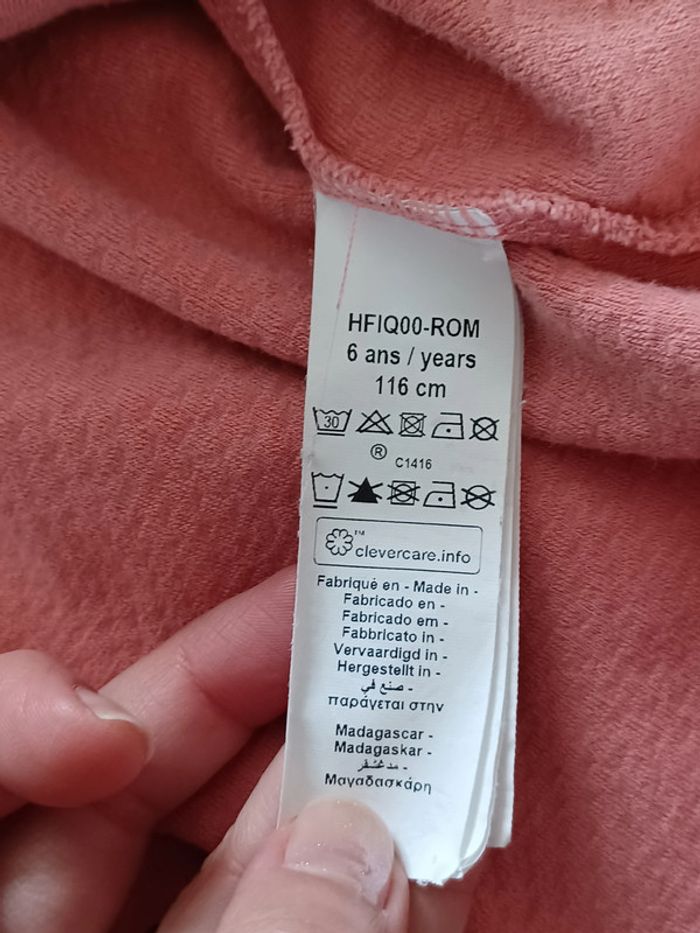 HFIQ00-ROM
6 ans / years
116 cm
30
® C1416
™ clevercare.info
Fabriqué en - Made in -
Fabricado en -
Fabricado em -
Fabbricato in -
Vervaardigd in -
Hergestellt in -
صنع في -
παράγεται στην
Madagascar -
Madagaskar -
مدغشقر -
Μαγαδασκάρη